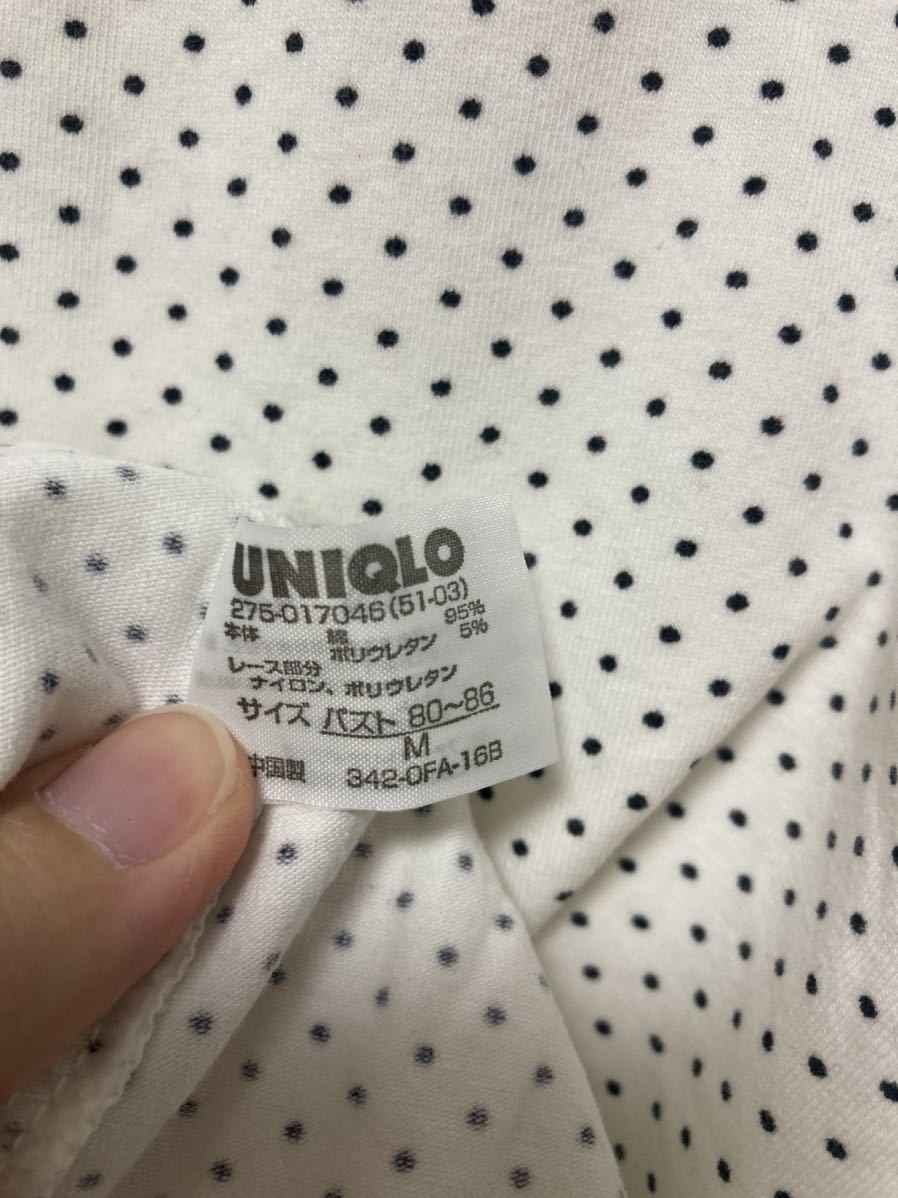 UNIQLO
275-017046(51-03)
本体 綿 95%
ポリウレタン 5%
レース部分
ナイロン、ポリウレタン
サイズ バスト 80~86
M
中国製 342-0FA-16B